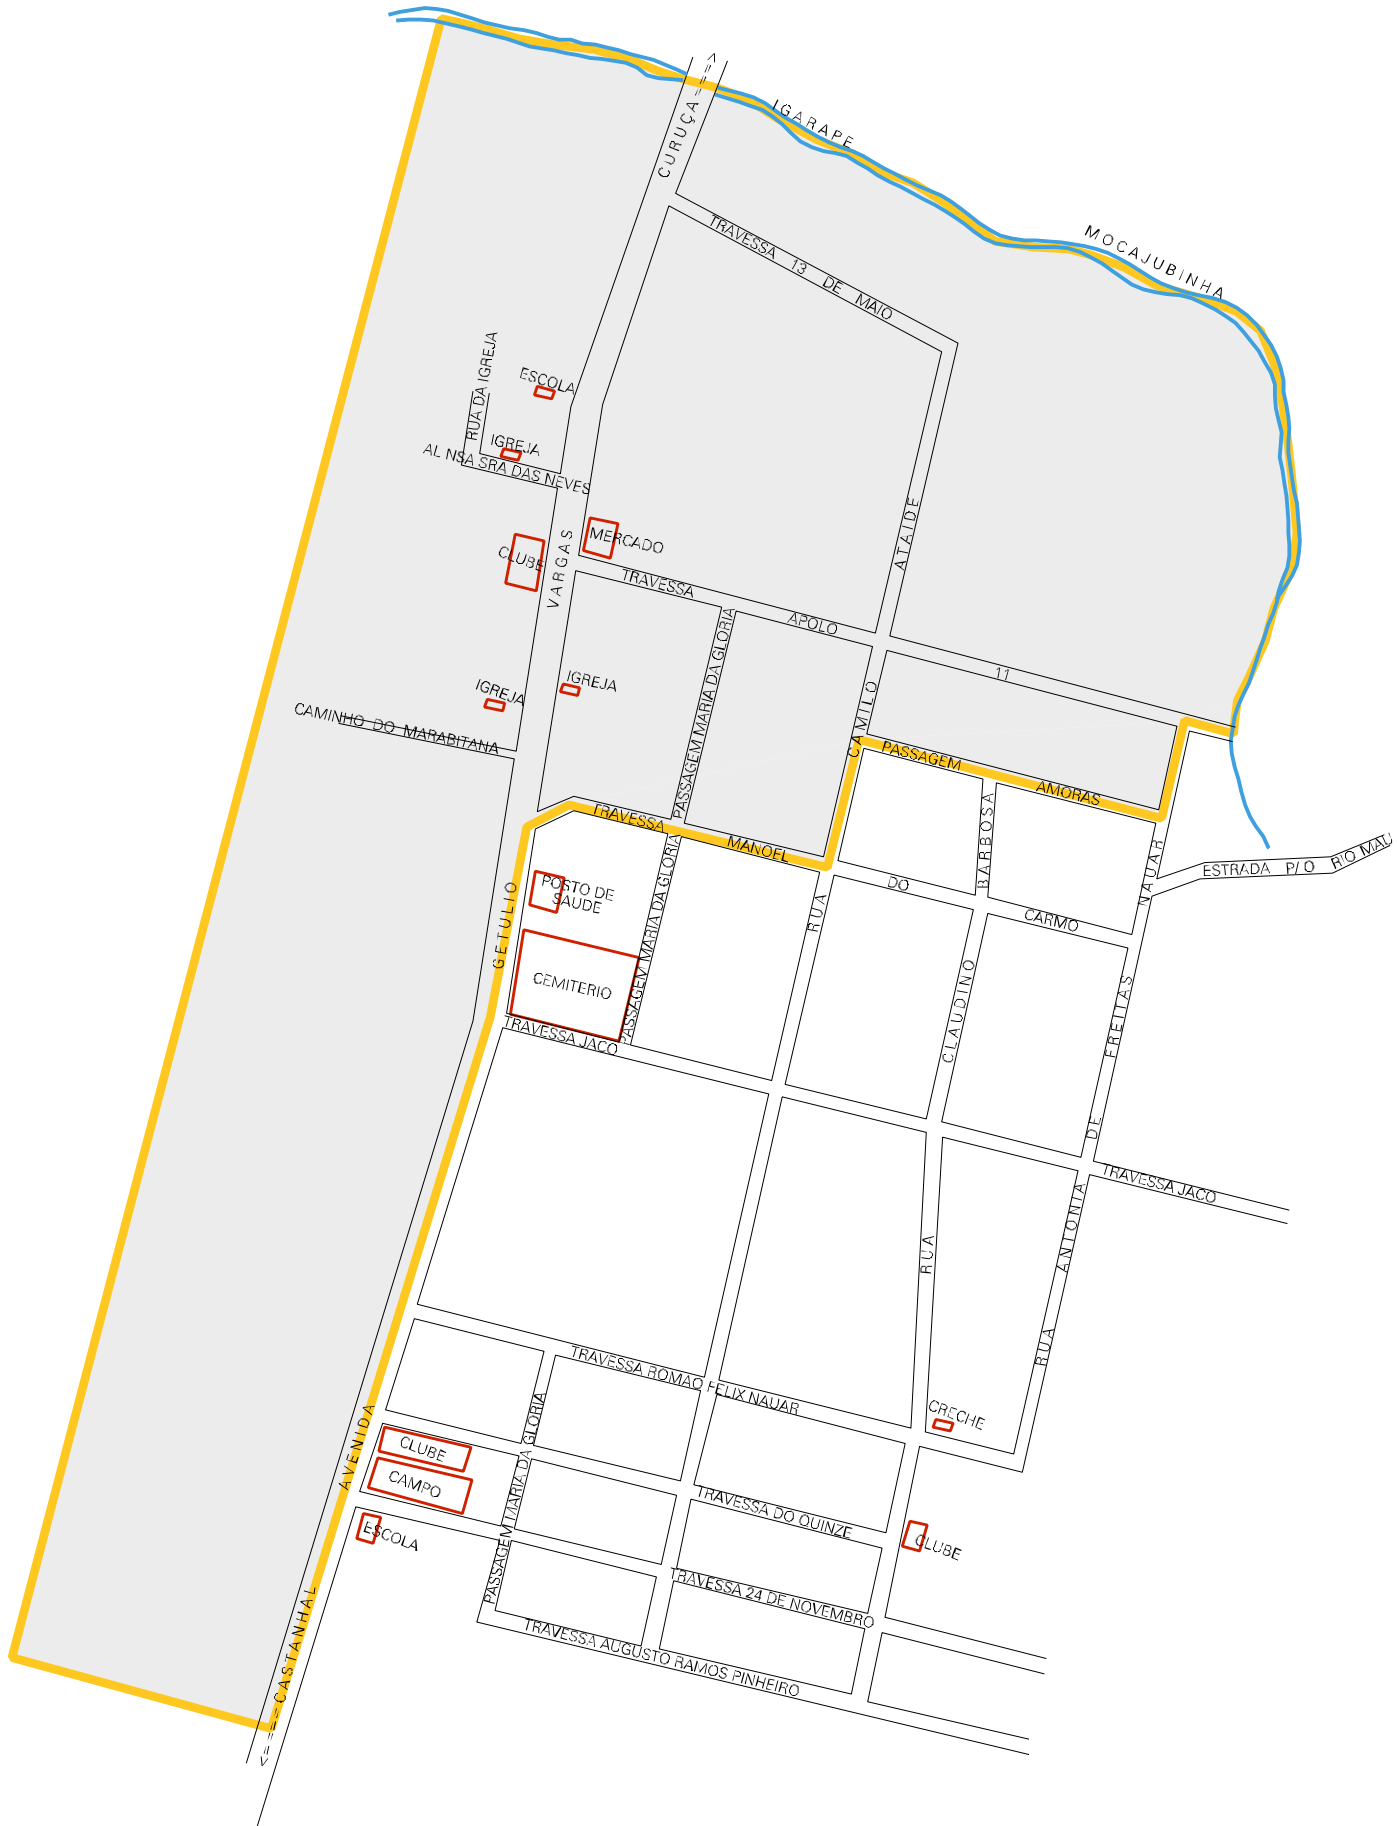 IGARAPE
CURUÇA ====>
MOCAJUBINHA
TRAVESSA 13 DE MAIO
RUA DA IGREJA
ESCOLA
IGREJA
AL NSA SRA DAS NEVES
ATAIDE
MERCADO
CLUBE
VARGAS
TRAVESSA
APOLO
11
PASSAGEM MARIA DA GLORIA
IGREJA
IGREJA
CAMILO
CAMINHO DO MARABITANA
PASSAGEM
AMORAS
TRAVESSA
MANOEL
DO
CARMO
BARBOSA
NAUAR
ESTRADA P/O RIO MAU
POSTO DE
SAUDE
GETULIO
PASSAGEM MARIA DA GLORIA
RUA
CEMITERIO
CLAUDINO
FREITAS
TRAVESSA JACO
DE
TRAVESSA JACO
RUA
ANTONIA
RUA
TRAVESSA ROMAO FELIX NAUAR
CRECHE
AVENIDA
CLUBE
PASSAGEM MARIA DA GLORIA
CAMPO
TRAVESSA DO QUINZE
ESCOLA
CLUBE
TRAVESSA 24 DE NOVEMBRO
TRAVESSA AUGUSTO RAMOS PINHEIRO
<====CASTANHAL